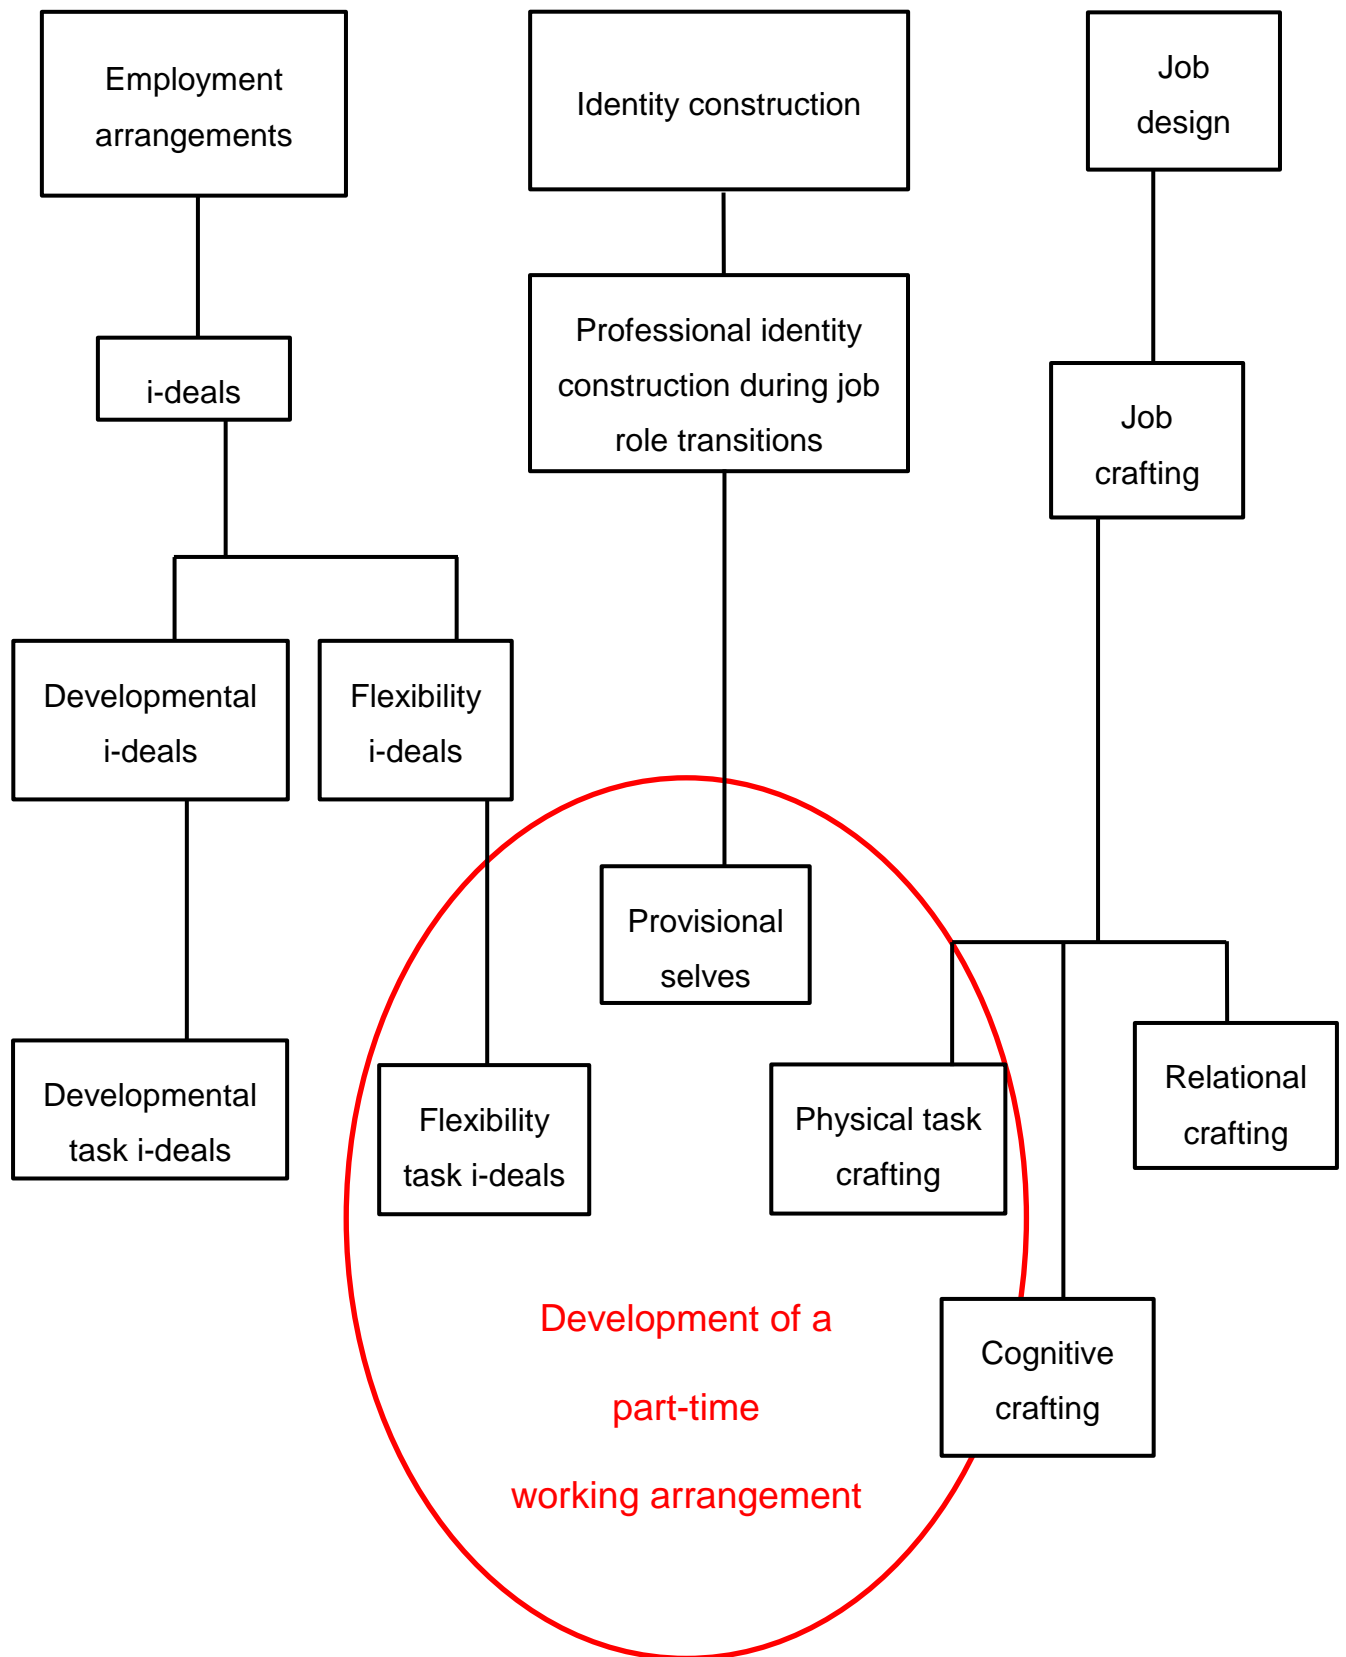 Employment
arrangements
Identity construction
Job
design
i-deals
Professional identity
construction during job
role transitions
Job
crafting
Developmental
i-deals
Flexibility
i-deals
Provisional
selves
Developmental
task i-deals
Flexibility
task i-deals
Physical task
crafting
Relational
crafting
Cognitive
crafting
Development of a
part-time
working arrangement